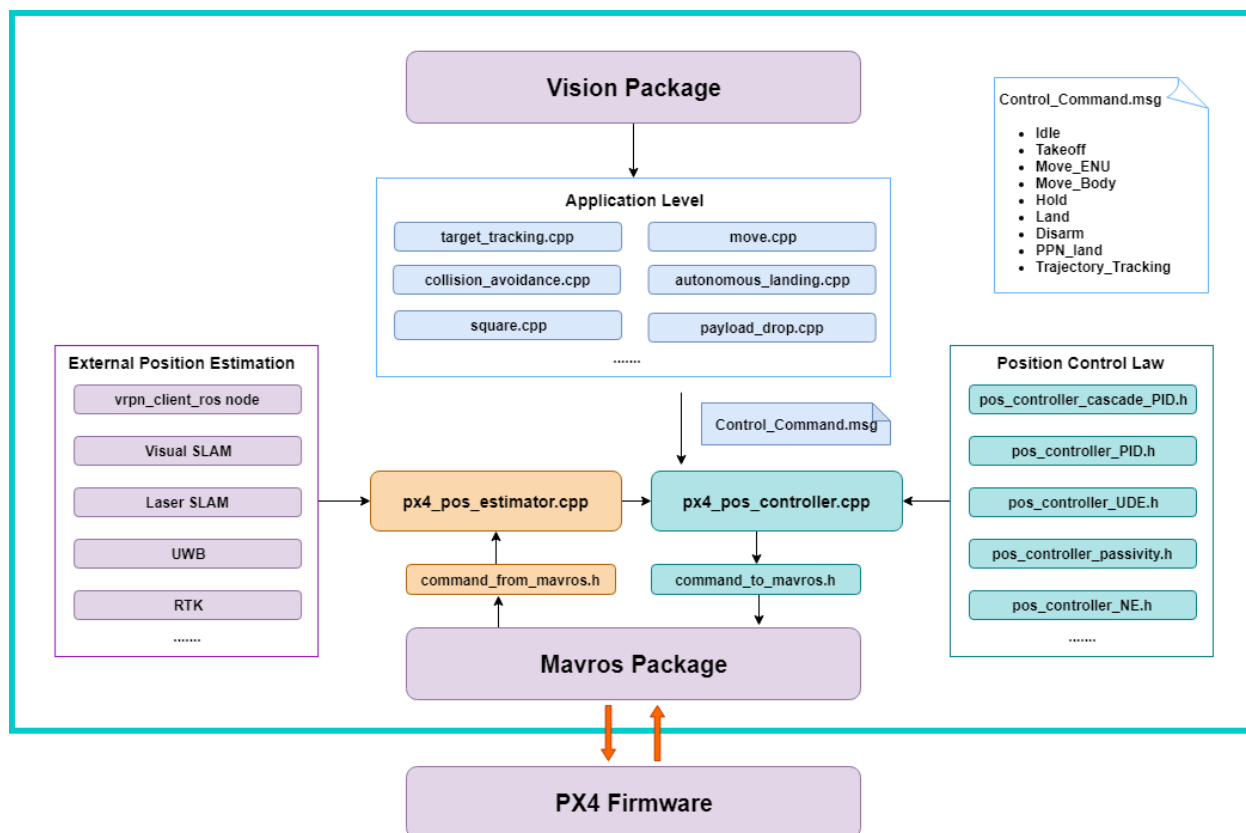 Vision Package
Control_Command.msg
Idle
Takeoff
Move_ENU
Move_Body
Hold
Land
Disarm
PPN_land
Trajectory_Tracking
Application Level
target_tracking.cpp
move.cpp
collision_avoidance.cpp
autonomous_landing.cpp
square.cpp
payload_drop.cpp
.......
External Position Estimation
vrpn_client_ros node
Visual SLAM
Laser SLAM
UWB
RTK
.......
Control_Command.msg
px4_pos_estimator.cpp
px4_pos_controller.cpp
command_from_mavros.h
command_to_mavros.h
Position Control Law
pos_controller_cascade_PID.h
pos_controller_PID.h
pos_controller_UDE.h
pos_controller_passivity.h
pos_controller_NE.h
.......
Mavros Package
PX4 Firmware